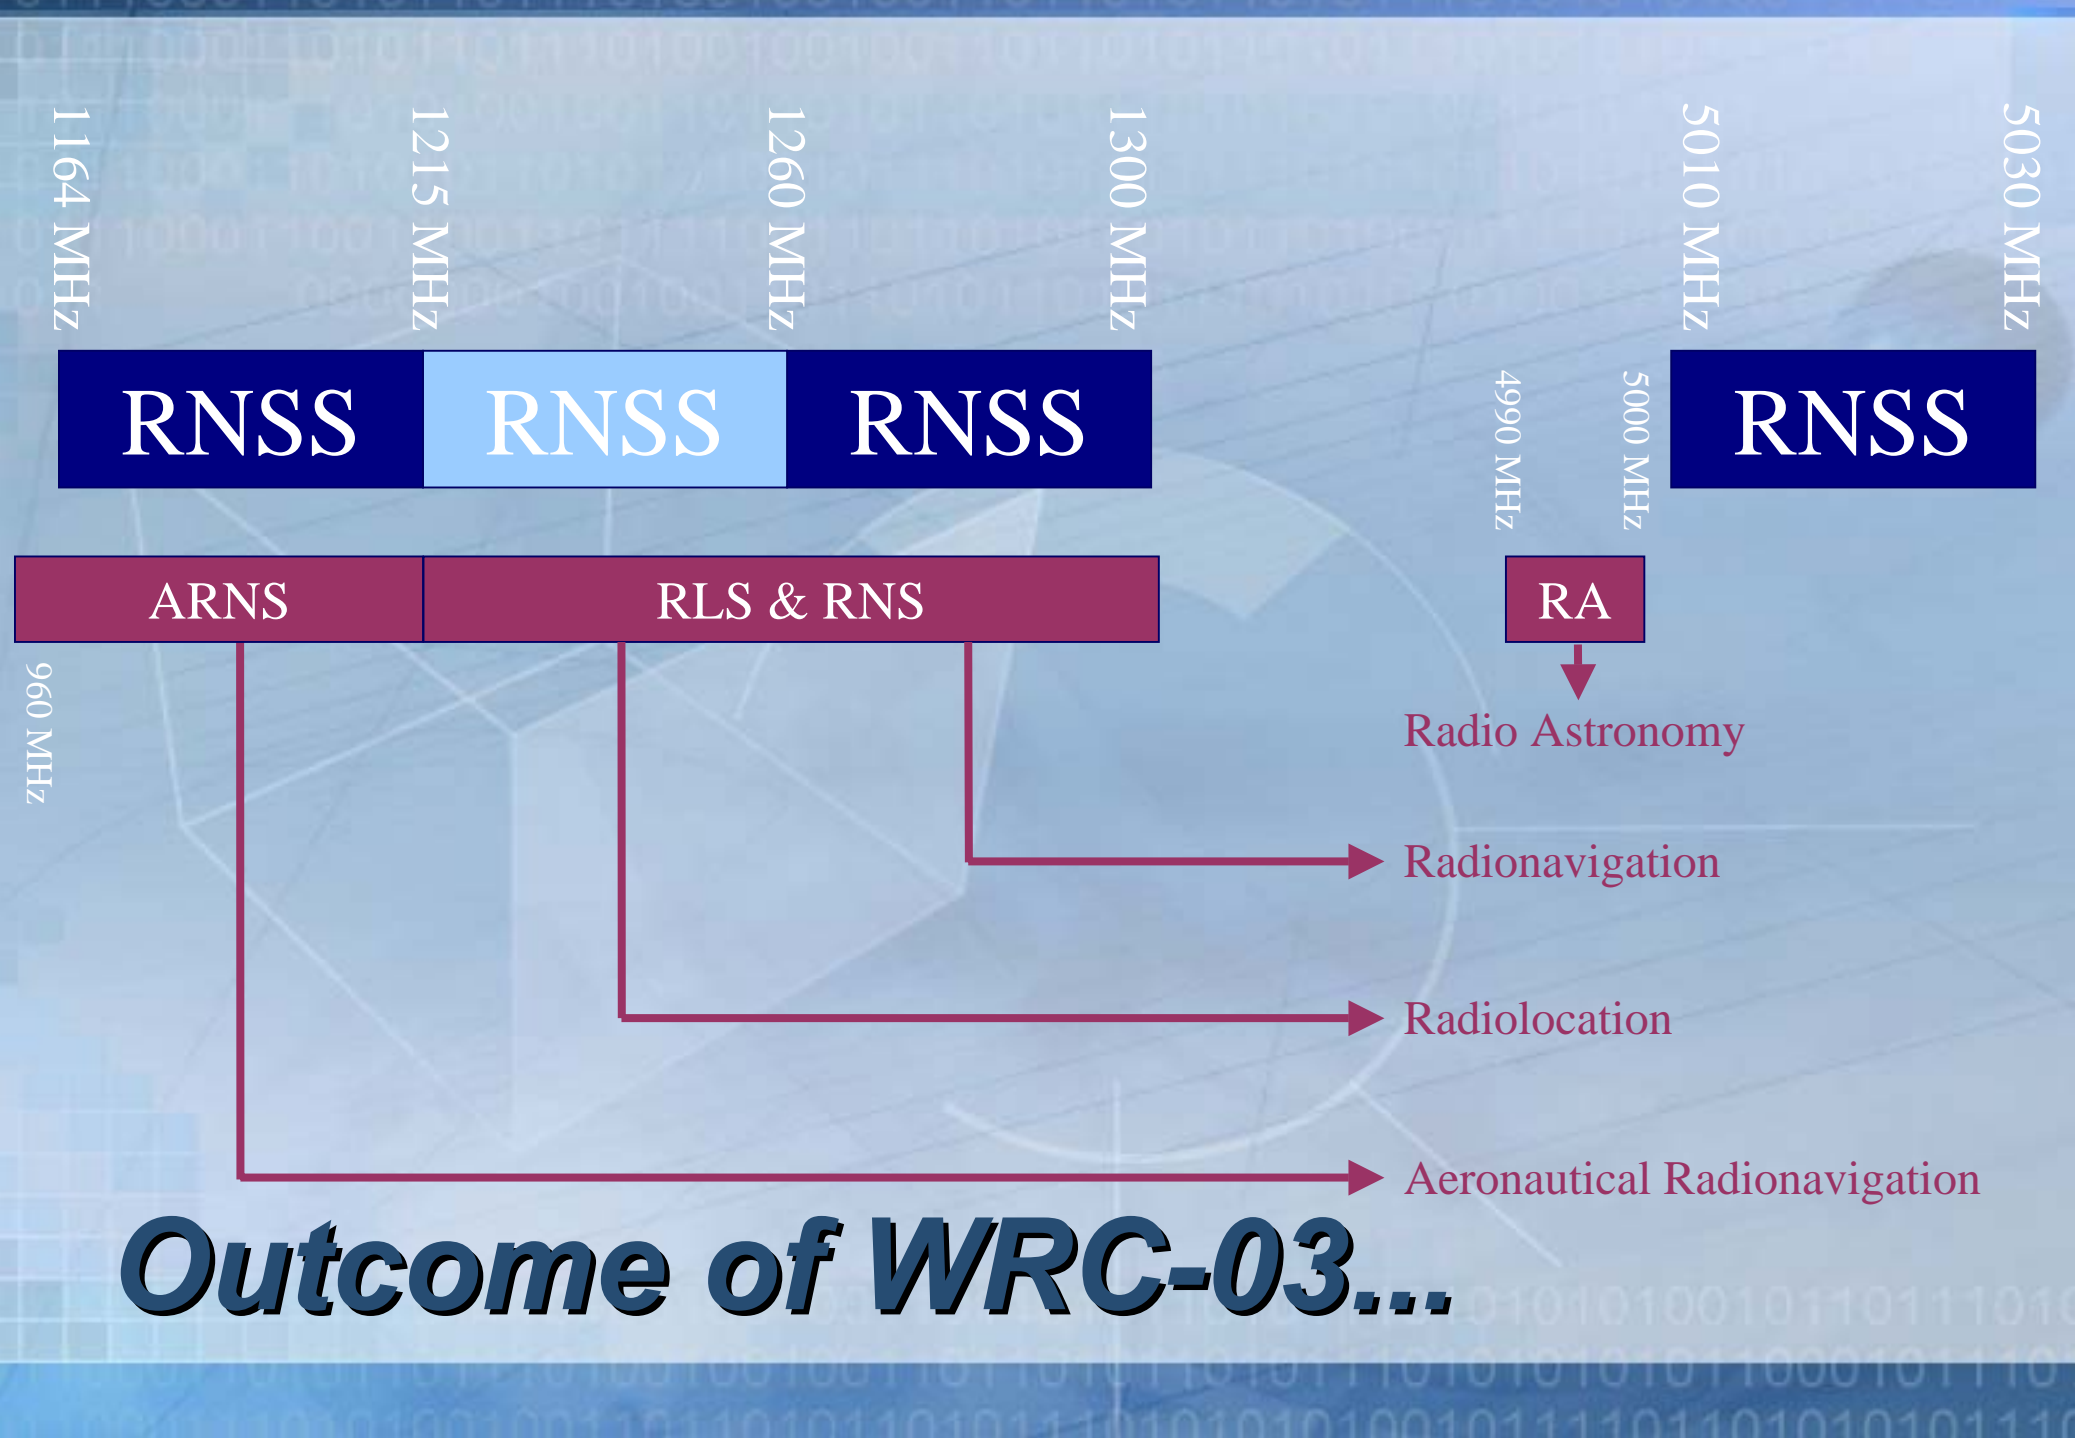 1164 MHz
1215 MHz
1260 MHz
1300 MHz
5010 MHz
5030 MHz
RNSS
RNSS
RNSS
4990 MHz
5000 MHz
RNSS
ARNS
RLS & RNS
RA
960 MHz
Radio Astronomy
Radionavigation
Radiolocation
Aeronautical Radionavigation
Outcome of WRC-03...